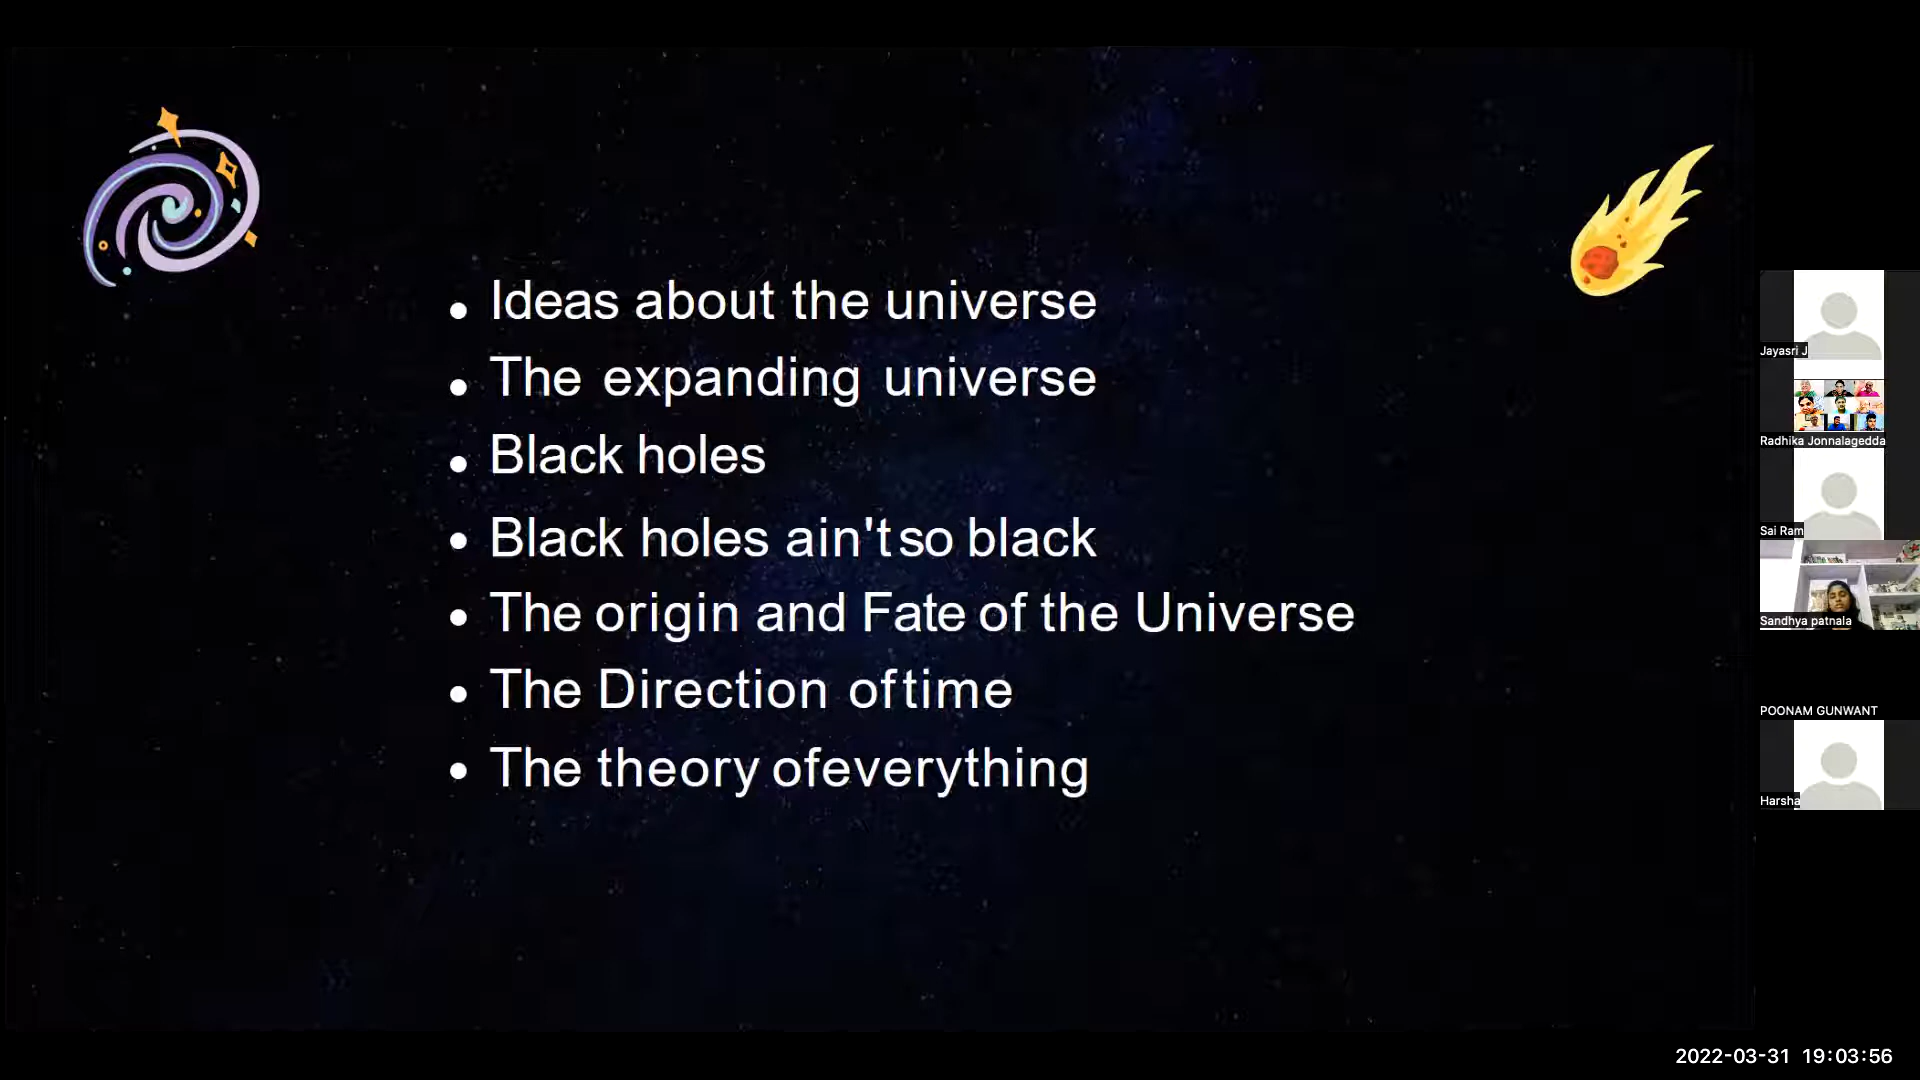 Ideas about the universe
The expanding universe
Black holes
Black holes ain't so black
The origin and Fate of the Universe
The Direction oftime
The theory ofeverything
Jayasri J
Radhika Jonnalagedda
Sai Ram
Sandhya patnala
POONAM GUNWANT
Harsha
2022-03-31 19:03:56